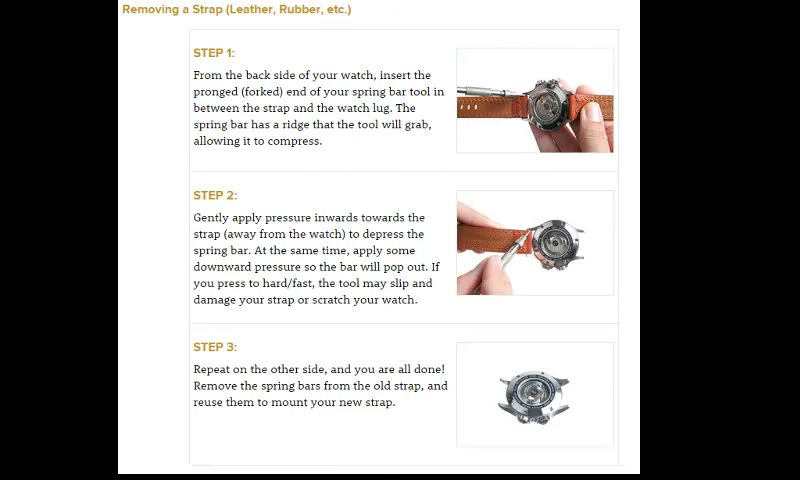 Removing a Strap (Leather, Rubber, etc.)
STEP 1:
From the back side of your watch, insert the
pronged (forked) end of your spring bar tool in
between the strap and the watch lug. The
spring bar has a ridge that the tool will grab,
allowing it to compress.
STEP 2:
Gently apply pressure inwards towards the
strap (away from the watch) to depress the
spring bar. At the same time, apply some
downward pressure so the bar will pop out. If
you press to hard/fast, the tool may slip and
damage your strap or scratch your watch.
STEP 3:
Repeat on the other side, and you are all done!
Remove the spring bars from the old strap, and
reuse them to mount your new strap.